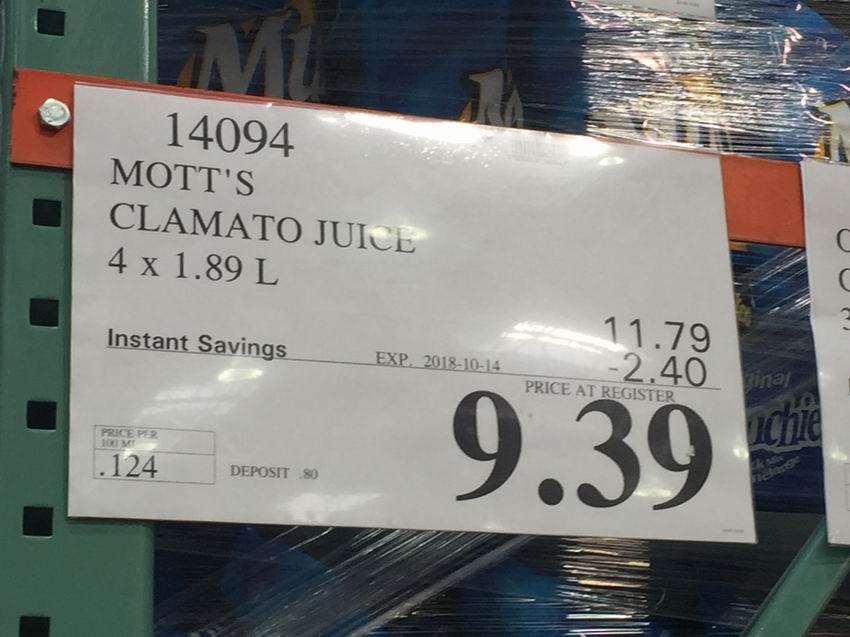 14094
MOTT'S
CLAMATO JUICE
4 x 1.89 L
11.79
Instant Savings EXP. 2018-10-14 -2.40
PRICE AT REGISTER
9.39
PRICE PER
100 ML
.124
DEPOSIT .80